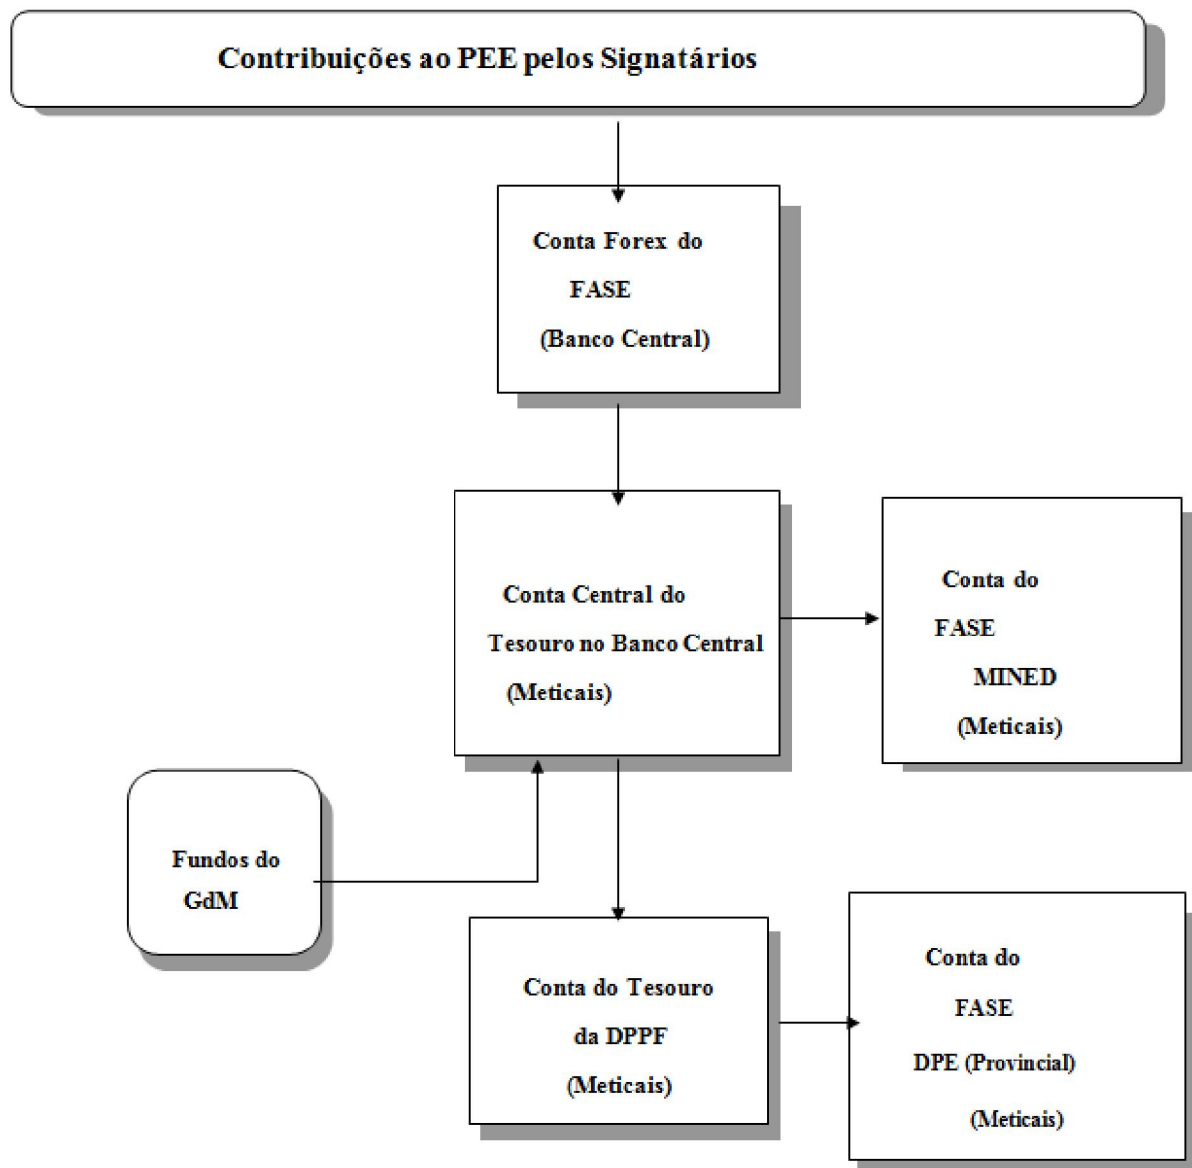 Contribuições ao PEE pelos Signatários
Conta Forex do
FASE
(Banco Central)
Conta Central do
Tesouro no Banco Central
(Meticais)
Conta do
FASE
MINED
(Meticais)
Fundos do
GdM
Conta do Tesouro
da DPPF
(Meticais)
Conta do
FASE
DPE (Provincial)
(Meticais)